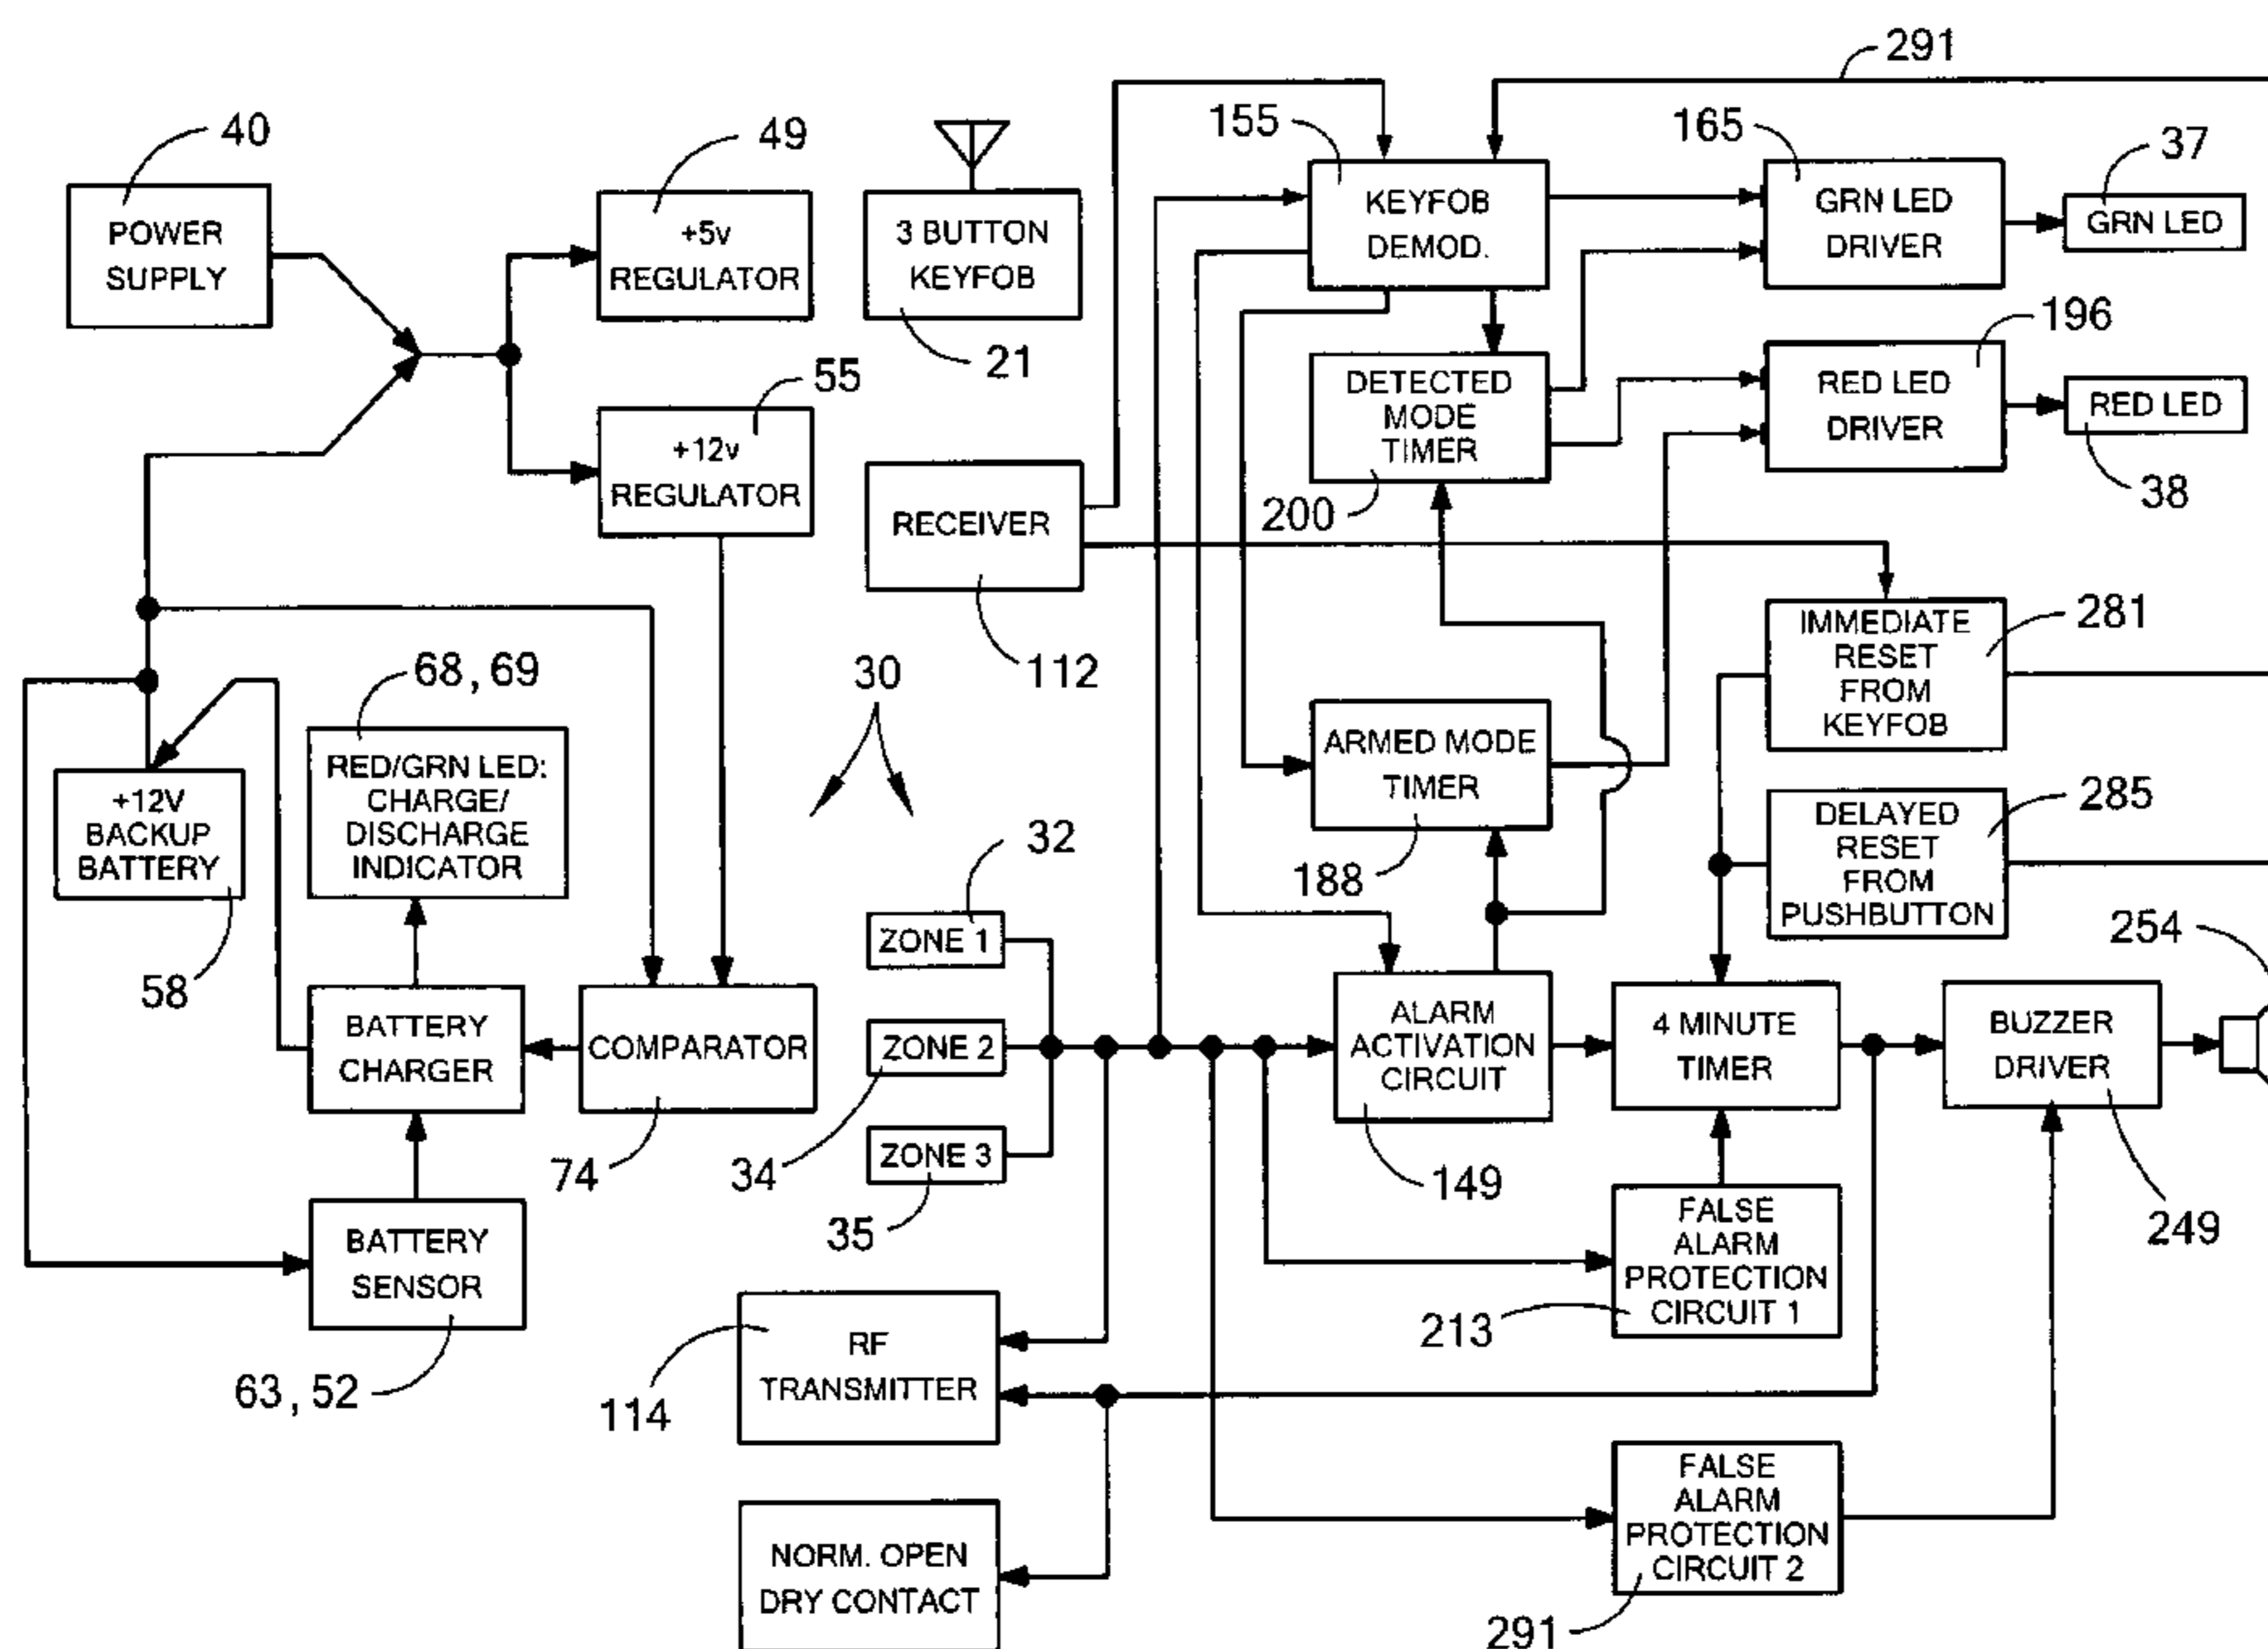 291
40
POWER
SUPPLY
49
+5v
REGULATOR
3 BUTTON
KEYFOB
21
155
KEYFOB
DEMOD.
165
GRN LED
DRIVER
37
GRN LED
55
+12v
REGULATOR
RECEIVER
112
DETECTED
MODE
TIMER
200
196
RED LED
DRIVER
RED LED
38
68, 69
RED/GRN LED:
CHARGE/
DISCHARGE
INDICATOR
+12V
BACKUP
BATTERY
58
30
ARMED MODE
TIMER
188
IMMEDIATE
RESET
FROM
KEYFOB
281
DELAYED
RESET
FROM
PUSHBUTTON
285
254
BATTERY
CHARGER
COMPARATOR
74
32
ZONE 1
ZONE 2
34
ZONE 3
35
ALARM
ACTIVATION
CIRCUIT
149
4 MINUTE
TIMER
BUZZER
DRIVER
249
BATTERY
SENSOR
63, 52
RF
TRANSMITTER
114
FALSE
ALARM
PROTECTION
CIRCUIT 1
213
NORM. OPEN
DRY CONTACT
FALSE
ALARM
PROTECTION
CIRCUIT 2
291